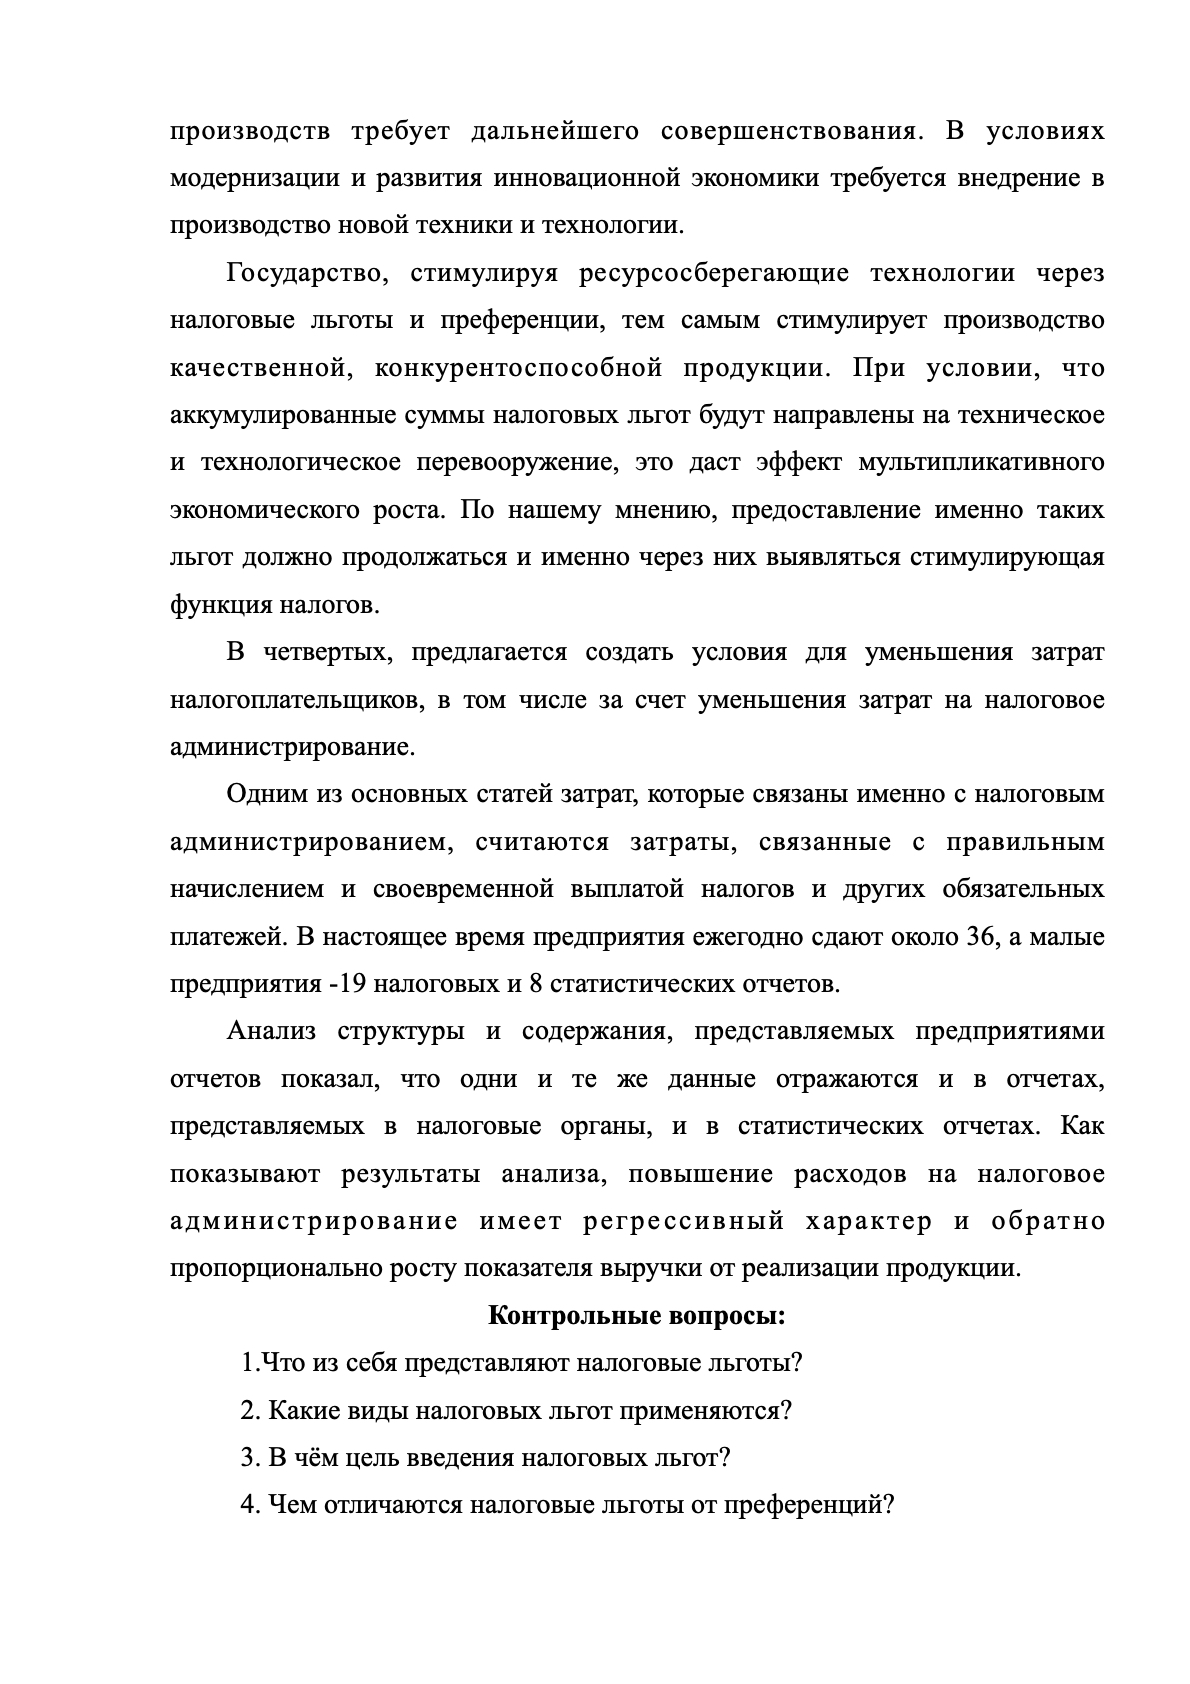 производств требует дальнейшего совершенствования. В условиях
модернизации и развития инновационной экономики требуется внедрение в
производство новой техники и технологии.
Государство, стимулируя ресурсосберегающие технологии через
налоговые льготы и преференции, тем самым стимулирует производство
качественной, конкурентоспособной продукции. При условии, что
аккумулированные суммы налоговых льгот будут направлены на техническое
и технологическое перевооружение, это даст эффект мультипликативного
экономического роста. По нашему мнению, предоставление именно таких
льгот должно продолжаться и именно через них выявляться стимулирующая
функция налогов.
В четвертых, предлагается создать условия для уменьшения затрат
налогоплательщиков, в том числе за счет уменьшения затрат на налоговое
администрирование.
Одним из основных статей затрат, которые связаны именно с налоговым
администрированием, считаются затраты, связанные с правильным
начислением и своевременной выплатой налогов и других обязательных
платежей. В настоящее время предприятия ежегодно сдают около 36, а малые
предприятия -19 налоговых и 8 статистических отчетов.
Анализ структуры и содержания, представляемых предприятиями
отчетов показал, что одни и те же данные отражаются и в отчетах,
представляемых в налоговые органы, и в статистических отчетах. Как
показывают результаты анализа, повышение расходов на налоговое
администрирование имеет регрессивный характер и обратно
пропорционально росту показателя выручки от реализации продукции.
Контрольные вопросы:
1.Что из себя представляют налоговые льготы?
2. Какие виды налоговых льгот применяются?
3. В чём цель введения налоговых льгот?
4. Чем отличаются налоговые льготы от преференций?